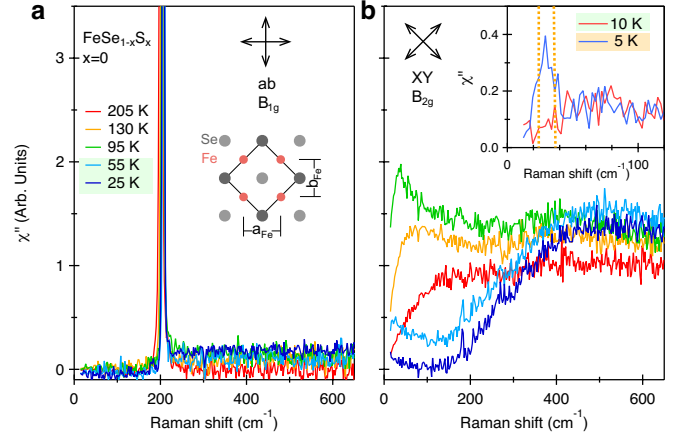 a
FeSe1-xSx
x=0
ab
B1g
205 K
130 K
95 K
55 K
25 K
Se
Fe
bFe
aFe
χ'' (Arb. Units)
3
2
1
0
0
200
400
600
Raman shift (cm-1)
b
XY
B2g
10 K
5 K
χ''
0.4
0.2
0
0
100
Raman shift (cm-1)
0
200
400
600
Raman shift (cm-1)